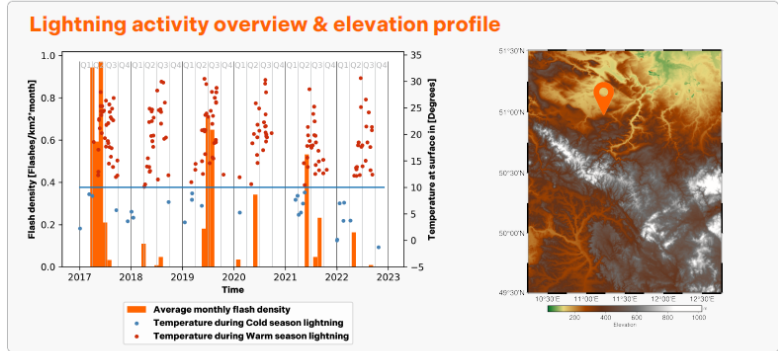 Lightning activity overview & elevation profile
Flash density [Flashes/km2*month]
1.0
0.8
0.6
0.4
0.2
0.0
Q1 Q2 Q3 Q4 Q1 Q2 Q3 Q4 Q1 Q2 Q3 Q4 Q1 Q2 Q3 Q4 Q1 Q2 Q3 Q4 Q1 Q2 Q3 Q4
35
30
25
20
15
10
5
0
−5
Temperature at surface in [Degrees]
2017 2018 2019 2020 2021 2022 2023
Time
Average monthly flash density
Temperature during Cold season lightning
Temperature during Warm season lightning
51°30'N
51°00'N
50°30'N
50°00'N
49°30'N
10°30'E 11°00'E 11°30'E 12°00'E 12°30'E
200 400 600 800 1000
Elevation